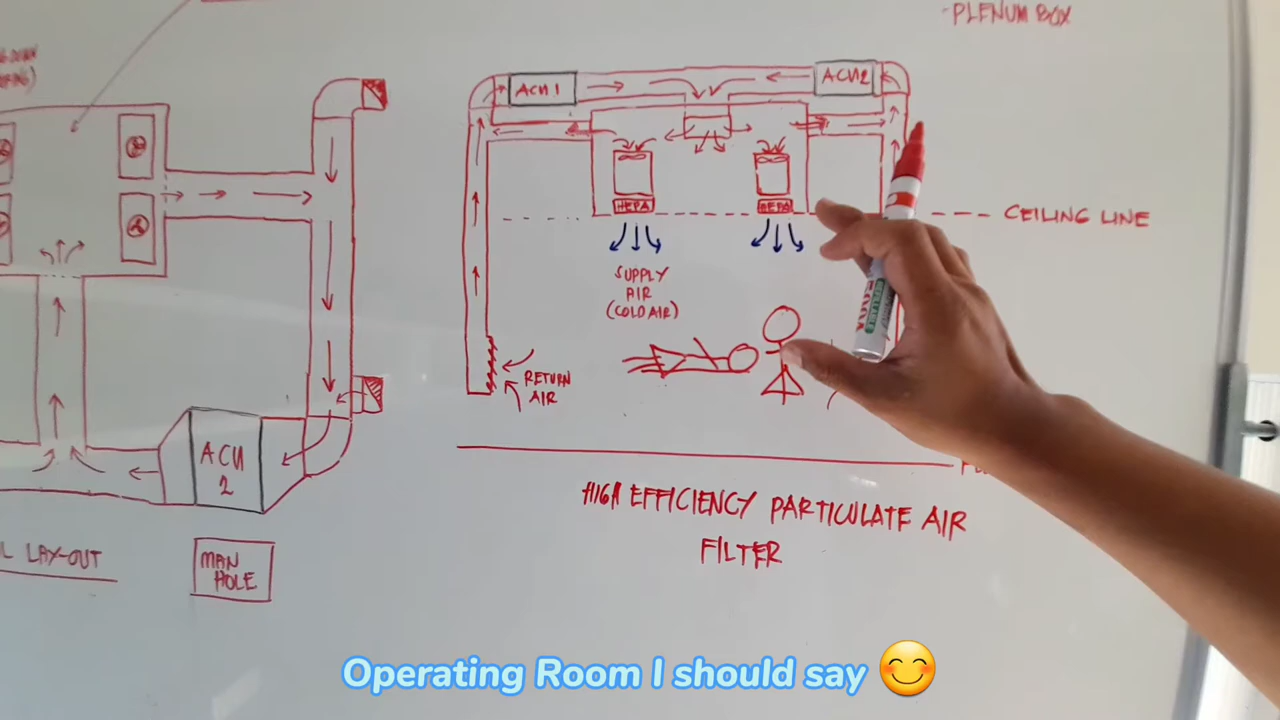 - PLENUM BOX
ACU 1
ACU 2
HEPA
HEPA
CEILING LINE
SUPPLY
AIR
(COLD AIR)
RETURN
AIR
ACU
2
HIGH EFFICIENCY PARTICULATE AIR
FILTER
LAY-OUT
MAN
HOLE
Operating Room I should say 😊